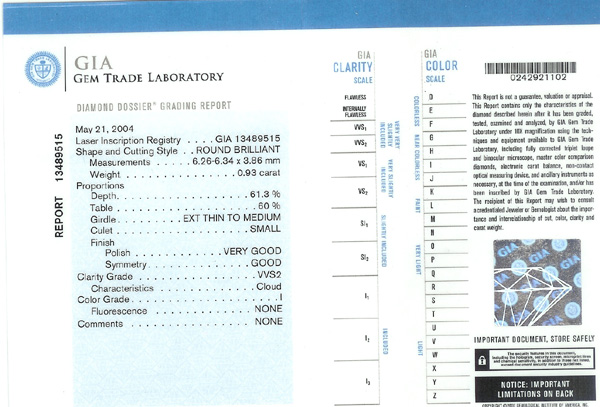 GIA
GEM TRADE LABORATORY
DIAMOND DOSSIER® GRADING REPORT
REPORT 13489515
May 21, 2004
Laser Inscription Registry . . . . GIA 13489515
Shape and Cutting Style . . ROUND BRILLIANT
Measurements . . . . 6.26-6.34 x 3.86 mm
Weight . . . . 0.93 carat
Proportions
Depth . . . . 61.3 %
Table . . . . 60 %
Girdle . . . . EXT THIN TO MEDIUM
Culet . . . . SMALL
Finish
Polish . . . . VERY GOOD
Symmetry . . . . GOOD
Clarity Grade . . . . VVS2
Characteristics . . . . Cloud
Color Grade . . . . I
Fluorescence . . . . NONE
Comments . . . . NONE
GIA
CLARITY
SCALE
FLAWLESS
INTERNALLY
FLAWLESS
VVS1
VVS2
VS1
VS2
SI1
SI2
I1
I2
I3
VERY VERY SLIGHTLY INCLUDED
VERY SLIGHTLY INCLUDED
SLIGHTLY INCLUDED
INCLUDED
GIA
COLOR
SCALE
COLORLESS
NEAR COLORLESS
FAINT
VERY LIGHT
LIGHT
D
E
F
G
H
I
J
K
L
M
N
O
P
Q
R
S
T
U
V
W
X
Y
Z
0242921102
This Report is not a guarantee, valuation or appraisal.
This Report contains only the characteristics of the
diamond described herein after it has been graded,
tested, examined and analyzed, by GIA Gem Trade
Laboratory under 10X magnification using the tech-
niques and equipment available to GIA Gem Trade
Laboratory, including fully corrected triplet loupe
and binocular microscope, master color comparison
diamonds, electronic carat balance, non-contact
optical measuring device, and ancillary instruments as
necessary, at the time of the examination, and/or has
been inscribed by GIA Gem Trade Laboratory.
The recipient of this Report may wish to consult
a credentialed Jeweler or Gemologist about the impor-
tance and interrelationship of cut, color, clarity and
carat weight.
GIA
IMPORTANT DOCUMENT, STORE SAFELY
NOTICE: IMPORTANT
LIMITATIONS ON BACK